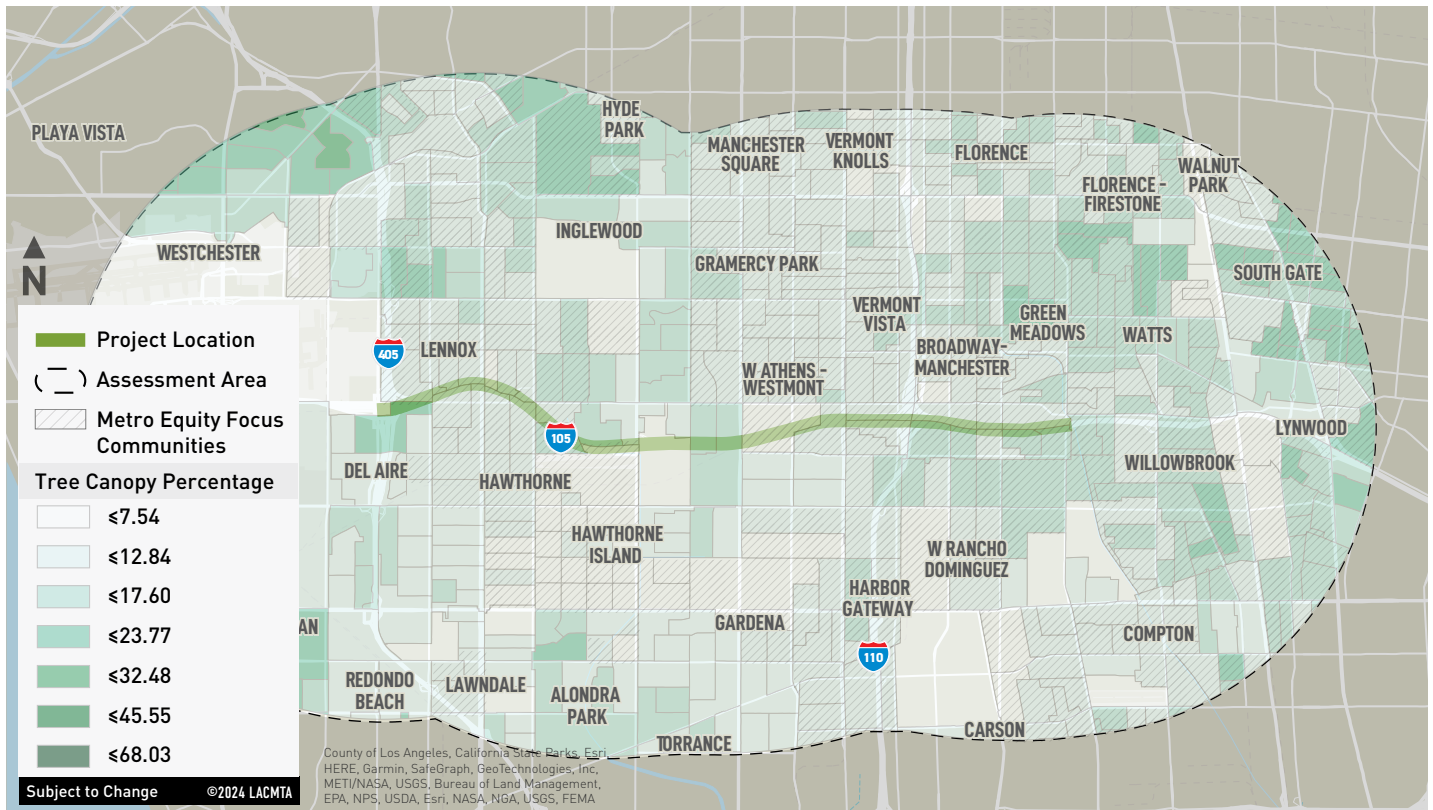 PLAYA VISTA
HYDE
PARK
MANCHESTER
SQUARE
VERMONT
KNOLLS
FLORENCE
WALNUT
PARK
FLORENCE -
FIRESTONE
WESTCHESTER
INGLEWOOD
GRAMERCY PARK
SOUTH GATE
N
VERMONT
VISTA
GREEN
MEADOWS
WATTS
BROADWAY-
MANCHESTER
LENNOX
405
W ATHENS -
WESTMONT
105
LYNWOOD
WILLOWBROOK
DEL AIRE
HAWTHORNE
HAWTHORNE
ISLAND
W RANCHO
DOMINGUEZ
HARBOR
GATEWAY
GARDENA
COMPTON
AN
110
REDONDO
BEACH
LAWNDALE
ALONDRA
PARK
CARSON
TORRANCE
Project Location
Assessment Area
Metro Equity Focus
Communities
Tree Canopy Percentage
≤7.54
≤12.84
≤17.60
≤23.77
≤32.48
≤45.55
≤68.03
Subject to Change ©2024 LACMTA
County of Los Angeles, California State Parks, Esri,
HERE, Garmin, SafeGraph, GeoTechnologies, Inc,
METI/NASA, USGS, Bureau of Land Management,
EPA, NPS, USDA, Esri, NASA, NGA, USGS, FEMA